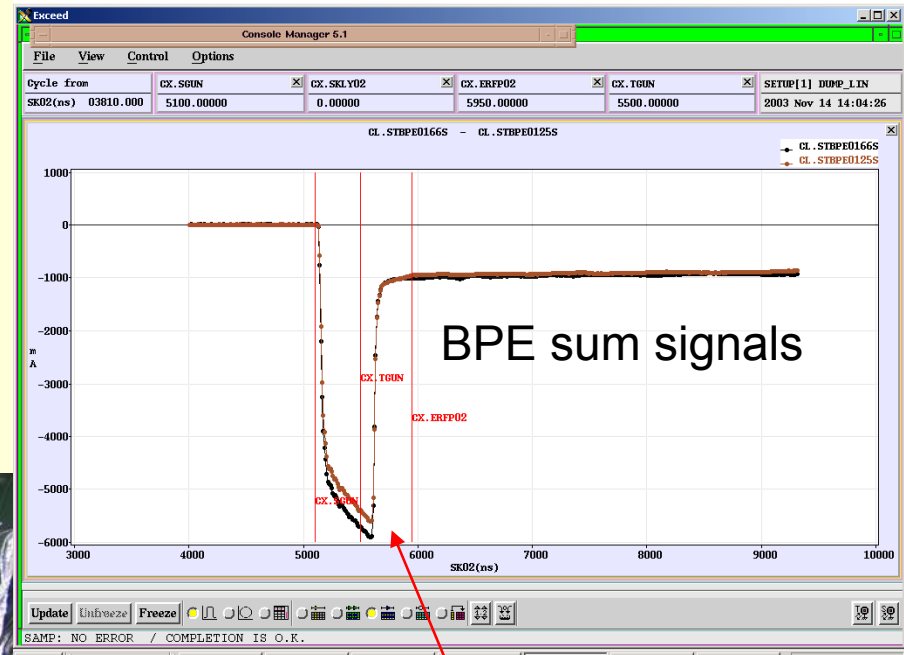 Exceed
Console Manager 5.1
File View Control Options
Cycle from CX.SGUN CX.SKLY02 CX.ERFP02 CX.TGUN SETUP[1] DUMP_LIN
SK02(ns) 03810.000 5100.00000 0.00000 5950.00000 5500.00000 2003 Nov 14 14:04:26
CL.STBPE0166S - CL.STBPE0125S
CL.STBPE0166S
CL.STBPE0125S
1000
0
-1000
-2000
mA
-3000
-4000
-5000
-6000
BPE sum signals
CX.TGUN
CX.ERFP02
3000 4000 5000 6000 7000 8000 9000 10000
SK02(ns)
Update Unfreeze Freeze
SAMP: NO ERROR / COMPLETION IS O.K.